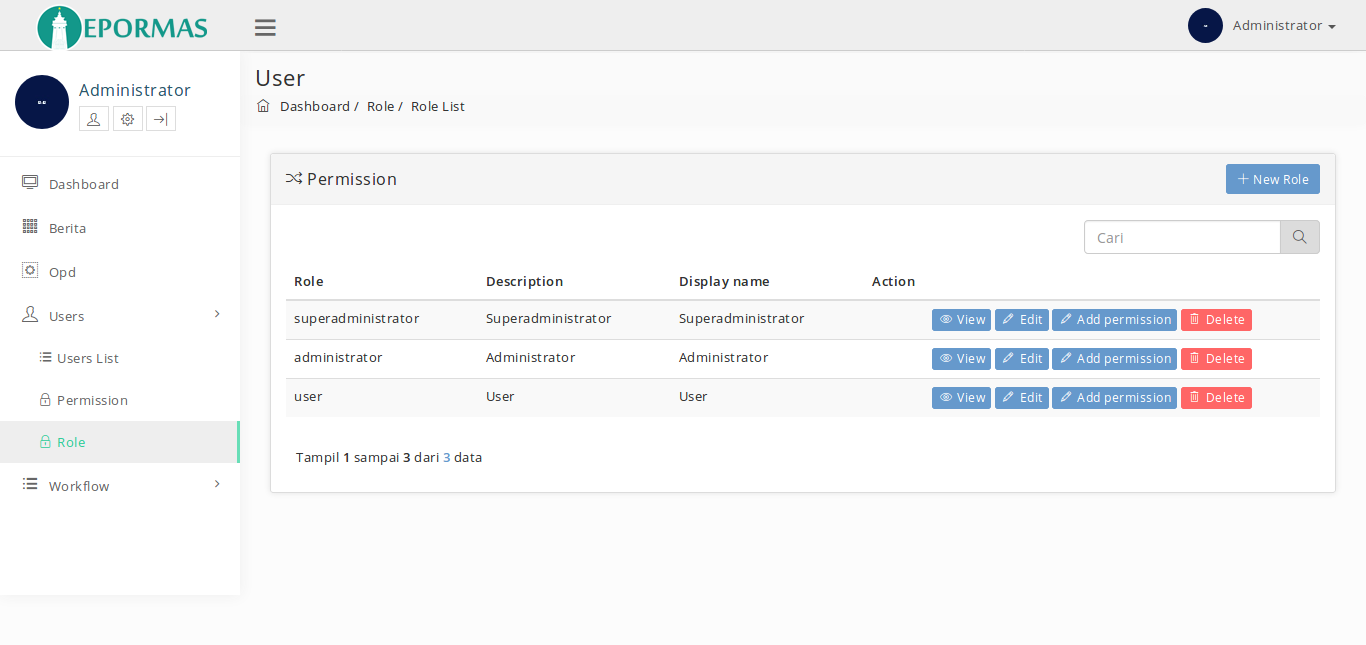 EPORMAS
Administrator
Administrator
Dashboard
Berita
Opd
Users
Users List
Permission
Role
Workflow
User
Dashboard / Role / Role List
Permission
New Role
Cari
Role Description Display name Action
superadministrator Superadministrator Superadministrator View Edit Add permission Delete
administrator Administrator Administrator View Edit Add permission Delete
user User User View Edit Add permission Delete
Tampil 1 sampai 3 dari 3 data